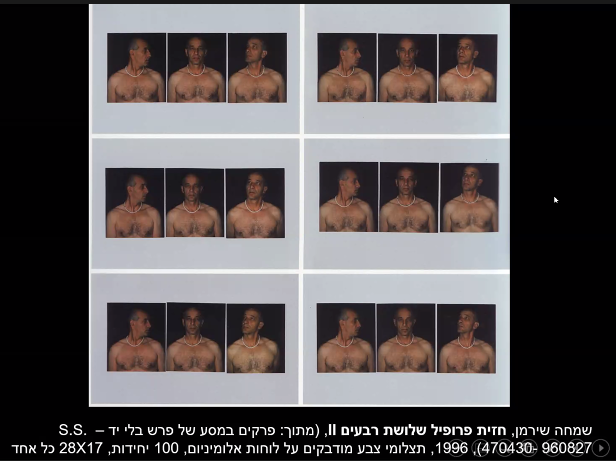 שמחה שירמן, חזית פרופיל שלושת רבעים II, (מתוך: פרקים במסע של פרש בלי יד – S.S.
960827 -470430), 1996, תצלומי צבע מודבקים על לוחות אלומיניום, 100 יחידות, 28X17 כל אחד